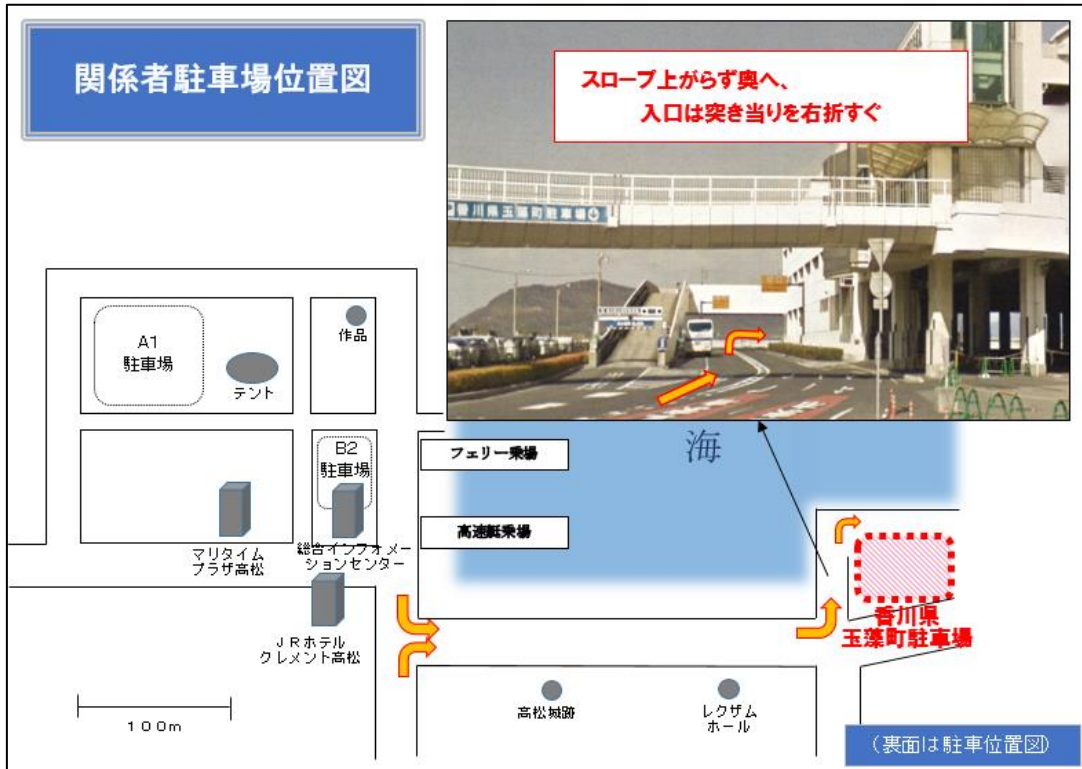 関係者駐車場位置図
スロープ上がらず奥へ、
入口は突き当りを右折すぐ
香川県玉藻町駐車場
A1
駐車場
テント
作品
B2
駐車場
フェリー乗場
海
高速艇乗場
マリタイム
プラザ高松
総合インフォメー
ションセンター
JRホテル
クレメント高松
香川県
玉藻町駐車場
100m
高松城跡
レクザム
ホール
(裏面は駐車位置図)